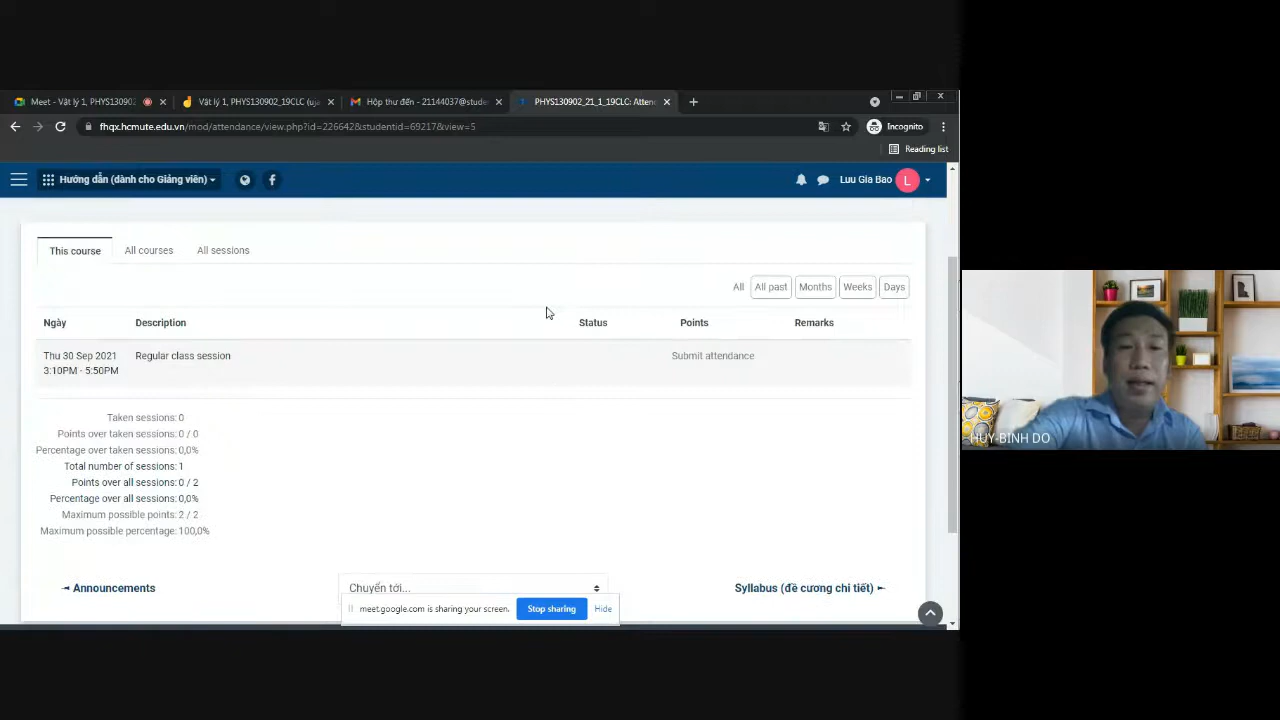 Meet - Vật lý 1, PHYS13090
Vật lý 1, PHYS130902_19CLC (uja
Hộp thư đến - 21144037@stude
PHYS130902_21_1_19CLC: Atten
fhqx.hcmute.edu.vn/mod/attendance/view.php?id=226642&studentid=69217&view=5
Incognito
Reading list
Hướng dẫn (dành cho Giảng viên)
Luu Gia Bao
L
This course
All courses
All sessions
All
All past
Months
Weeks
Days
Ngày
Description
Status
Points
Remarks
Thu 30 Sep 2021
3:10PM - 5:50PM
Regular class session
Submit attendance
Taken sessions: 0
Points over taken sessions: 0 / 0
Percentage over taken sessions: 0,0%
Total number of sessions: 1
Points over all sessions: 0 / 2
Percentage over all sessions: 0,0%
Maximum possible points: 2 / 2
Maximum possible percentage: 100,0%
◄ Announcements
Chuyển tới...
Syllabus (đề cương chi tiết) ►
meet.google.com is sharing your screen.
Stop sharing
Hide
HUY-BINH DO